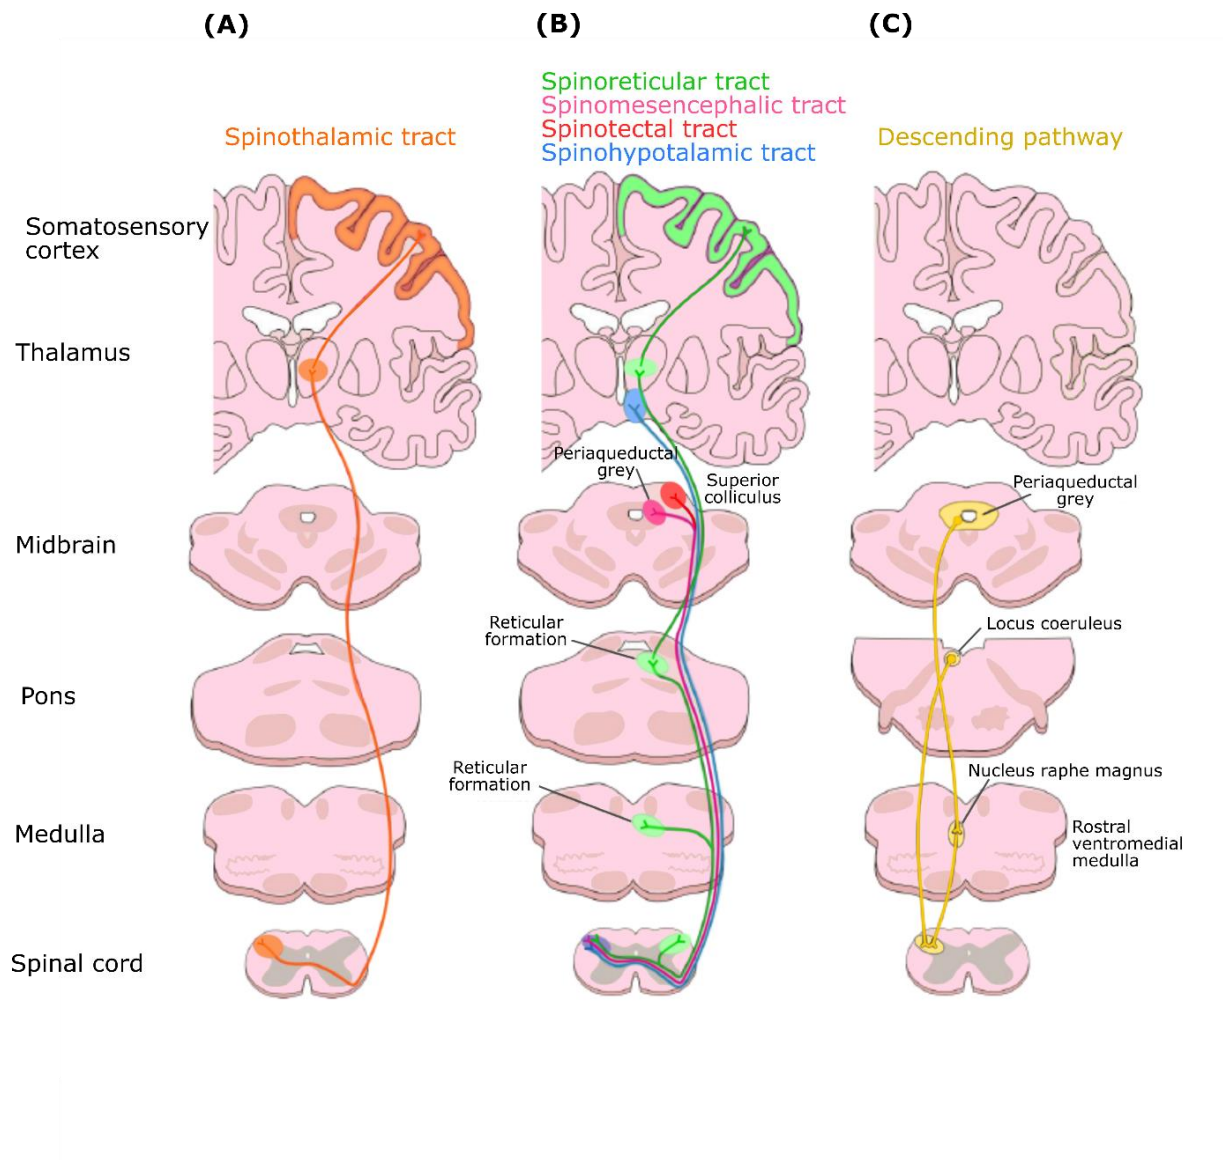 (A)
(B)
(C)
Spinothalamic tract
Spinoreticular tract
Spinomesencephalic tract
Spinotectal tract
Spinohypotalamic tract
Descending pathway
Somatosensory
cortex
Thalamus
Midbrain
Pons
Medulla
Spinal cord
Periaqueductal
grey
Superior
colliculus
Reticular
formation
Reticular
formation
Periaqueductal
grey
Locus coeruleus
Nucleus raphe magnus
Rostral
ventromedial
medulla